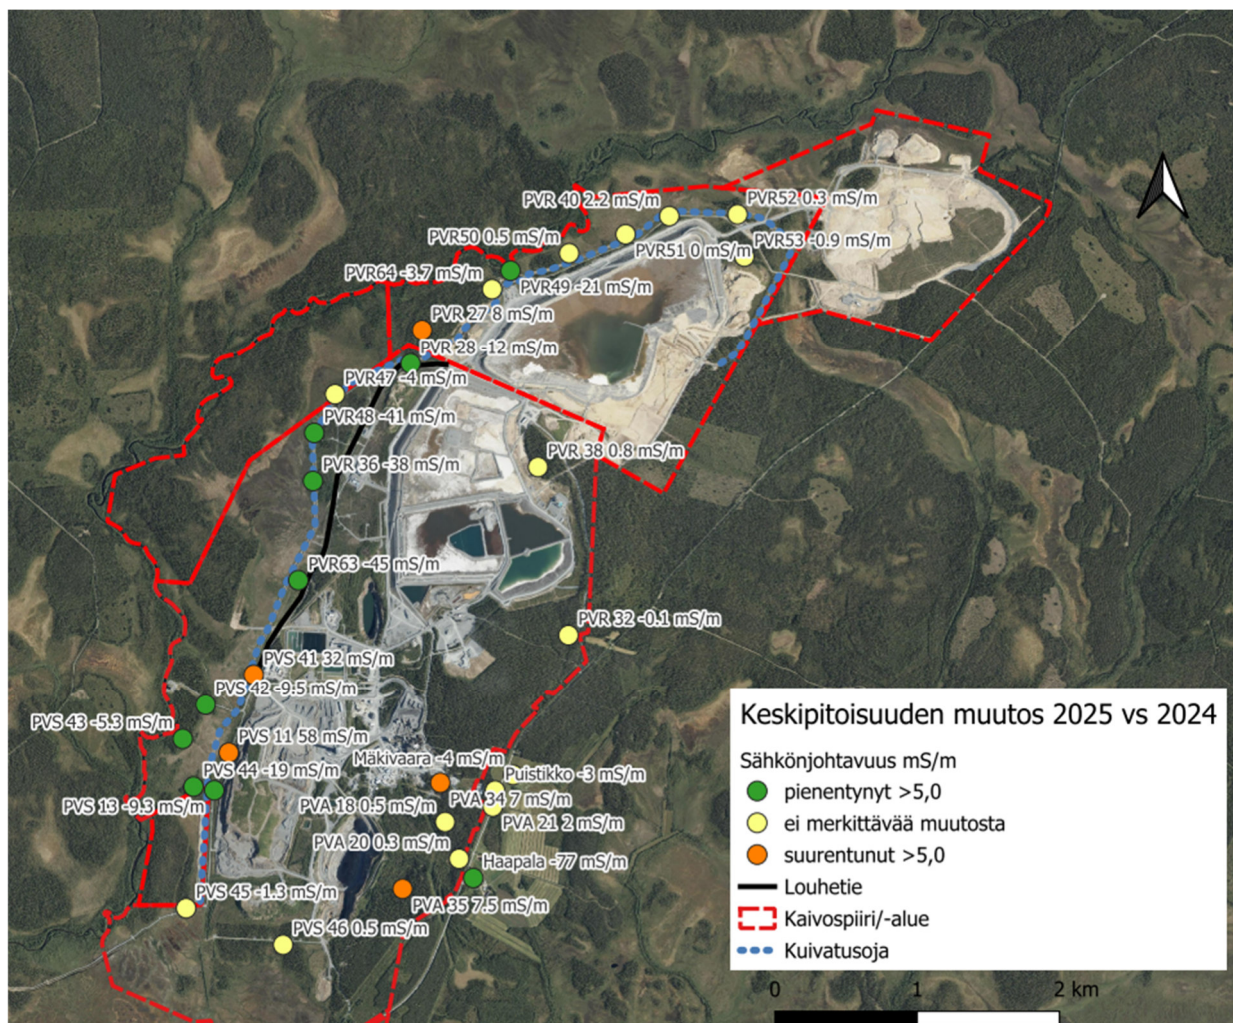 PVR 40 2.2 mS/m
PVR52 0.3 mS/m
PVR50 0.5 mS/m
PVR51 0 mS/m
PVR53 -0.9 mS/m
PVR64 -3.7 mS/m
PVR49 -21 mS/m
PVR 27 8 mS/m
PVR 28 -12 mS/m
PVR47 -4 mS/m
PVR48 -41 mS/m
PVR 38 0.8 mS/m
PVR 36 -38 mS/m
PVR63 -45 mS/m
PVR 32 -0.1 mS/m
PVS 41 32 mS/m
PVS 42 -9.5 mS/m
PVS 43 -5.3 mS/m
PVS 11 58 mS/m
Mäkivaara -4 mS/m
PVS 44 -19 mS/m
Puistikko -3 mS/m
PVS 13 -9.3 mS/m
PVA 18 0.5 mS/m
PVA 34 7 mS/m
PVA 21 2 mS/m
PVA 20 0.3 mS/m
Haapala -77 mS/m
PVS 45 -1.3 mS/m
PVA 35 7.5 mS/m
PVS 46 0.5 mS/m
Keskipitoisuuden muutos 2025 vs 2024
Sähkönjohtavuus mS/m
pienentynyt >5,0
ei merkittävää muutosta
suurentunut >5,0
Louhetie
Kaivospiiri/-alue
Kuivatusoja
0 1 2 km